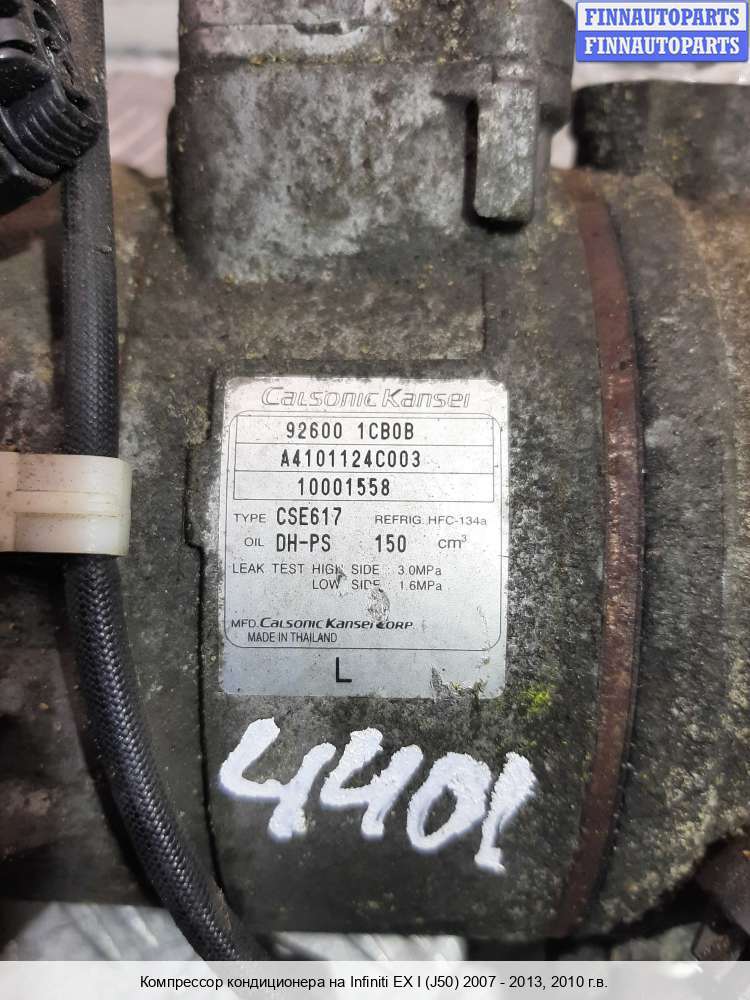 FINNAUTOPARTS
FINNAUTOPARTS
CalsonicKansei
92600 1CB0B
A4101124C003
10001558
TYPE CSE617 REFRIG. HFC-134a
OIL DH-PS 150 cm³
LEAK TEST HIGH SIDE : 3.0MPa
LOW SIDE : 1.6MPa
MFD. CalsonicKansei CORP.
MADE IN THAILAND
L
4401
Компрессор кондиционера на Infiniti EX I (J50) 2007 - 2013, 2010 г.в.